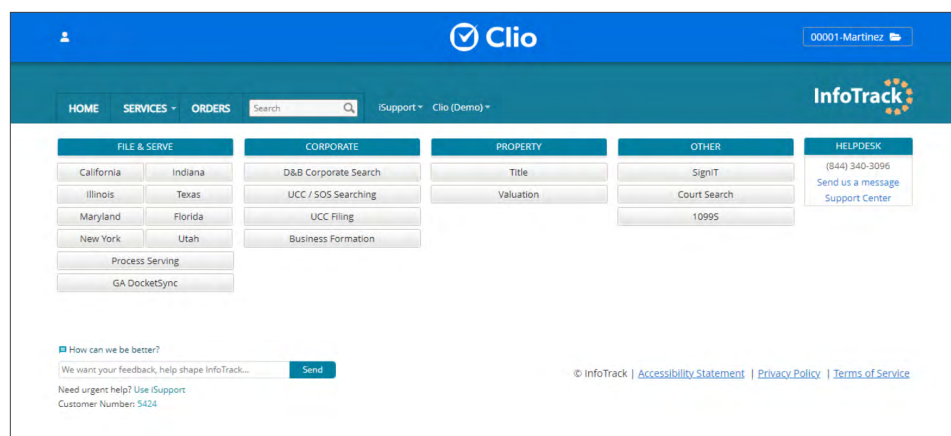 Clio
00001-Martinez
InfoTrack
HOME SERVICES ORDERS Search iSupport Clio (Demo)
FILE & SERVE CORPORATE PROPERTY OTHER HELPDESK
California Indiana D&B Corporate Search Title SignIT (844) 340-3096
Illinois Texas UCC / SOS Searching Valuation Court Search Send us a message
Maryland Florida UCC Filing 1099S Support Center
New York Utah Business Formation
Process Serving
GA DocketSync
How can we be better?
We want your feedback, help shape InfoTrack... Send
© InfoTrack | Accessibility Statement | Privacy Policy | Terms of Service
Need urgent help? Use iSupport
Customer Number: 5424